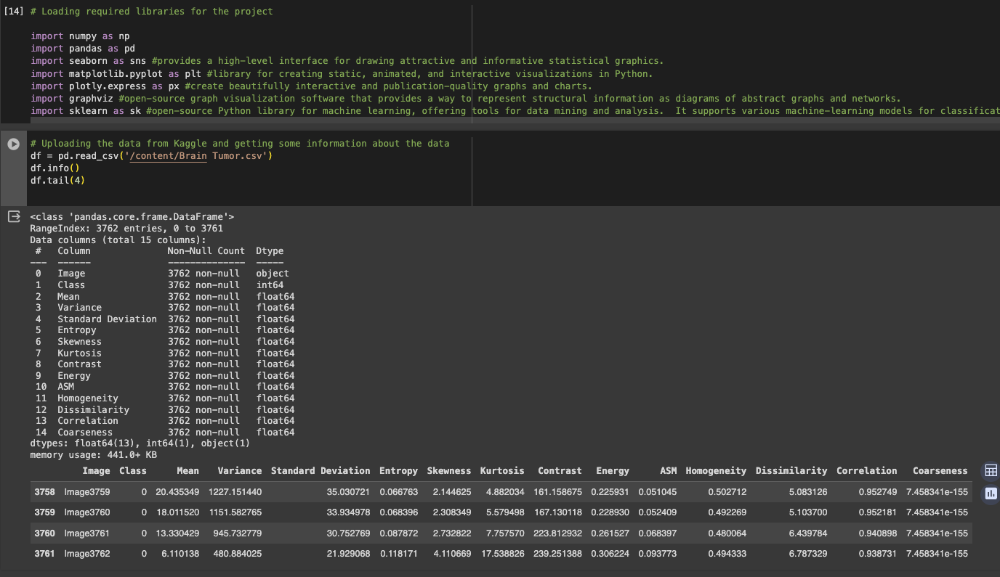 [14] # Loading required libraries for the project
import numpy as np
import pandas as pd
import seaborn as sns #provides a high-level interface for drawing attractive and informative statistical graphics.
import matplotlib.pyplot as plt #library for creating static, animated, and interactive visualizations in Python.
import plotly.express as px #create beautifully interactive and publication-quality graphs and charts.
import graphviz #open-source graph visualization software that provides a way to represent structural information as diagrams of abstract graphs and networks.
import sklearn as sk #open-source Python library for machine learning, offering tools for data mining and analysis.  It supports various machine-learning models for classificat
# Uploading the data from Kaggle and getting some information about the data
df = pd.read_csv('/content/Brain Tumor.csv')
df.info()
df.tail(4)
<class 'pandas.core.frame.DataFrame'>
RangeIndex: 3762 entries, 0 to 3761
Data columns (total 15 columns):
 #   Column              Non-Null Count  Dtype
---  ------              --------------  -----
 0   Image               3762 non-null   object
 1   Class               3762 non-null   int64
 2   Mean                3762 non-null   float64
 3   Variance            3762 non-null   float64
 4   Standard Deviation  3762 non-null   float64
 5   Entropy             3762 non-null   float64
 6   Skewness            3762 non-null   float64
 7   Kurtosis            3762 non-null   float64
 8   Contrast            3762 non-null   float64
 9   Energy              3762 non-null   float64
 10  ASM                 3762 non-null   float64
 11  Homogeneity         3762 non-null   float64
 12  Dissimilarity       3762 non-null   float64
 13  Correlation         3762 non-null   float64
 14  Coarseness          3762 non-null   float64
dtypes: float64(13), int64(1), object(1)
memory usage: 441.0+ KB
Image Class Mean Variance Standard Deviation Entropy Skewness Kurtosis Contrast Energy ASM Homogeneity Dissimilarity Correlation Coarseness
3758 Image3759 0 20.435349 1227.151440 35.030721 0.066763 2.144625 4.882034 161.158675 0.225931 0.051045 0.502712 5.083126 0.952749 7.458341e-155
3759 Image3760 0 18.011520 1151.582765 33.934978 0.068396 2.308349 5.579498 167.130118 0.228930 0.052409 0.492269 5.103700 0.952181 7.458341e-155
3760 Image3761 0 13.330429 945.732779 30.752769 0.087872 2.732822 7.757570 223.812932 0.261527 0.068397 0.480064 6.439784 0.940898 7.458341e-155
3761 Image3762 0 6.110138 480.884025 21.929068 0.118171 4.110669 17.538826 239.251388 0.306224 0.093773 0.494333 6.787329 0.938731 7.458341e-155